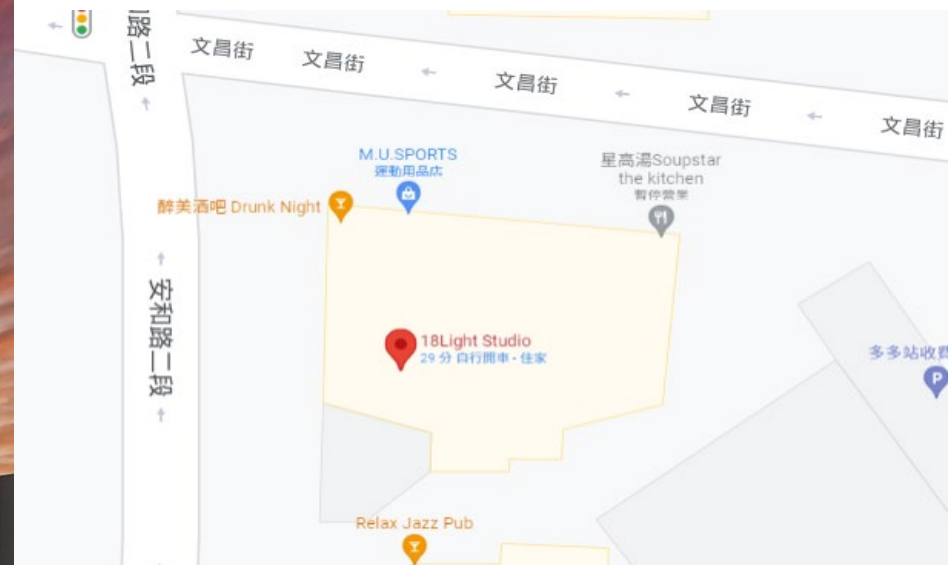 和路二段
文昌街
文昌街
文昌街
文昌街
文昌街
M.U.SPORTS
運動用品店
星高湯Soupstar
the kitchen
暫停營業
醉美酒吧 Drunk Night
安和路二段
18Light Studio
29 分 自行開車 - 住家
多多站收費
P
Relax Jazz Pub